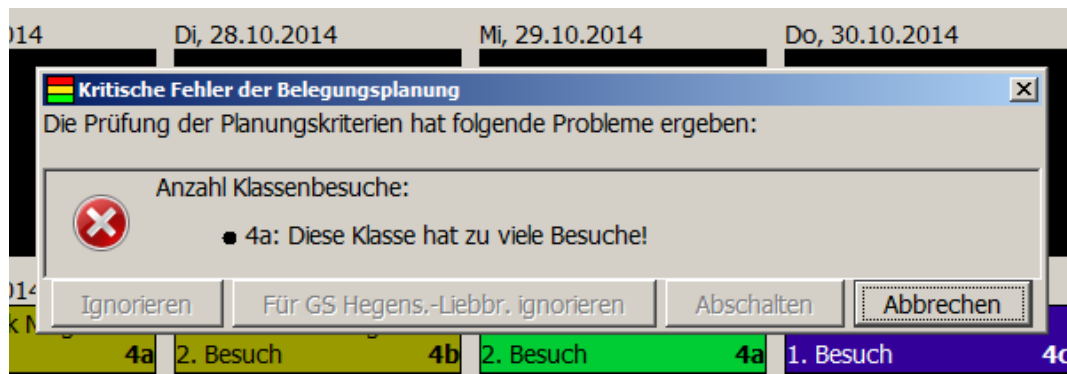 014 Di, 28.10.2014 Mi, 29.10.2014 Do, 30.10.2014
Kritische Fehler der Belegungsplanung
Die Prüfung der Planungskriterien hat folgende Probleme ergeben:
Anzahl Klassenbesuche:
● 4a: Diese Klasse hat zu viele Besuche!
Ignorieren Für GS Hegens.-Liebbr. ignorieren Abschalten Abbrechen
4a 2. Besuch 4b 2. Besuch 4a 1. Besuch